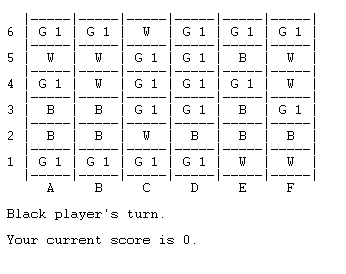 6 | G 1 | G 1 | W | G 1 | G 1 | G 1 |
5 | W | W | G 1 | G 1 | B | W |
4 | G 1 | W | G 1 | G 1 | G 1 | W |
3 | B | B | G 1 | G 1 | B | G 1 |
2 | B | B | W | B | B | B |
1 | G 1 | G 1 | G 1 | G 1 | W | W |
A B C D E F
Black player's turn.
Your current score is 0.